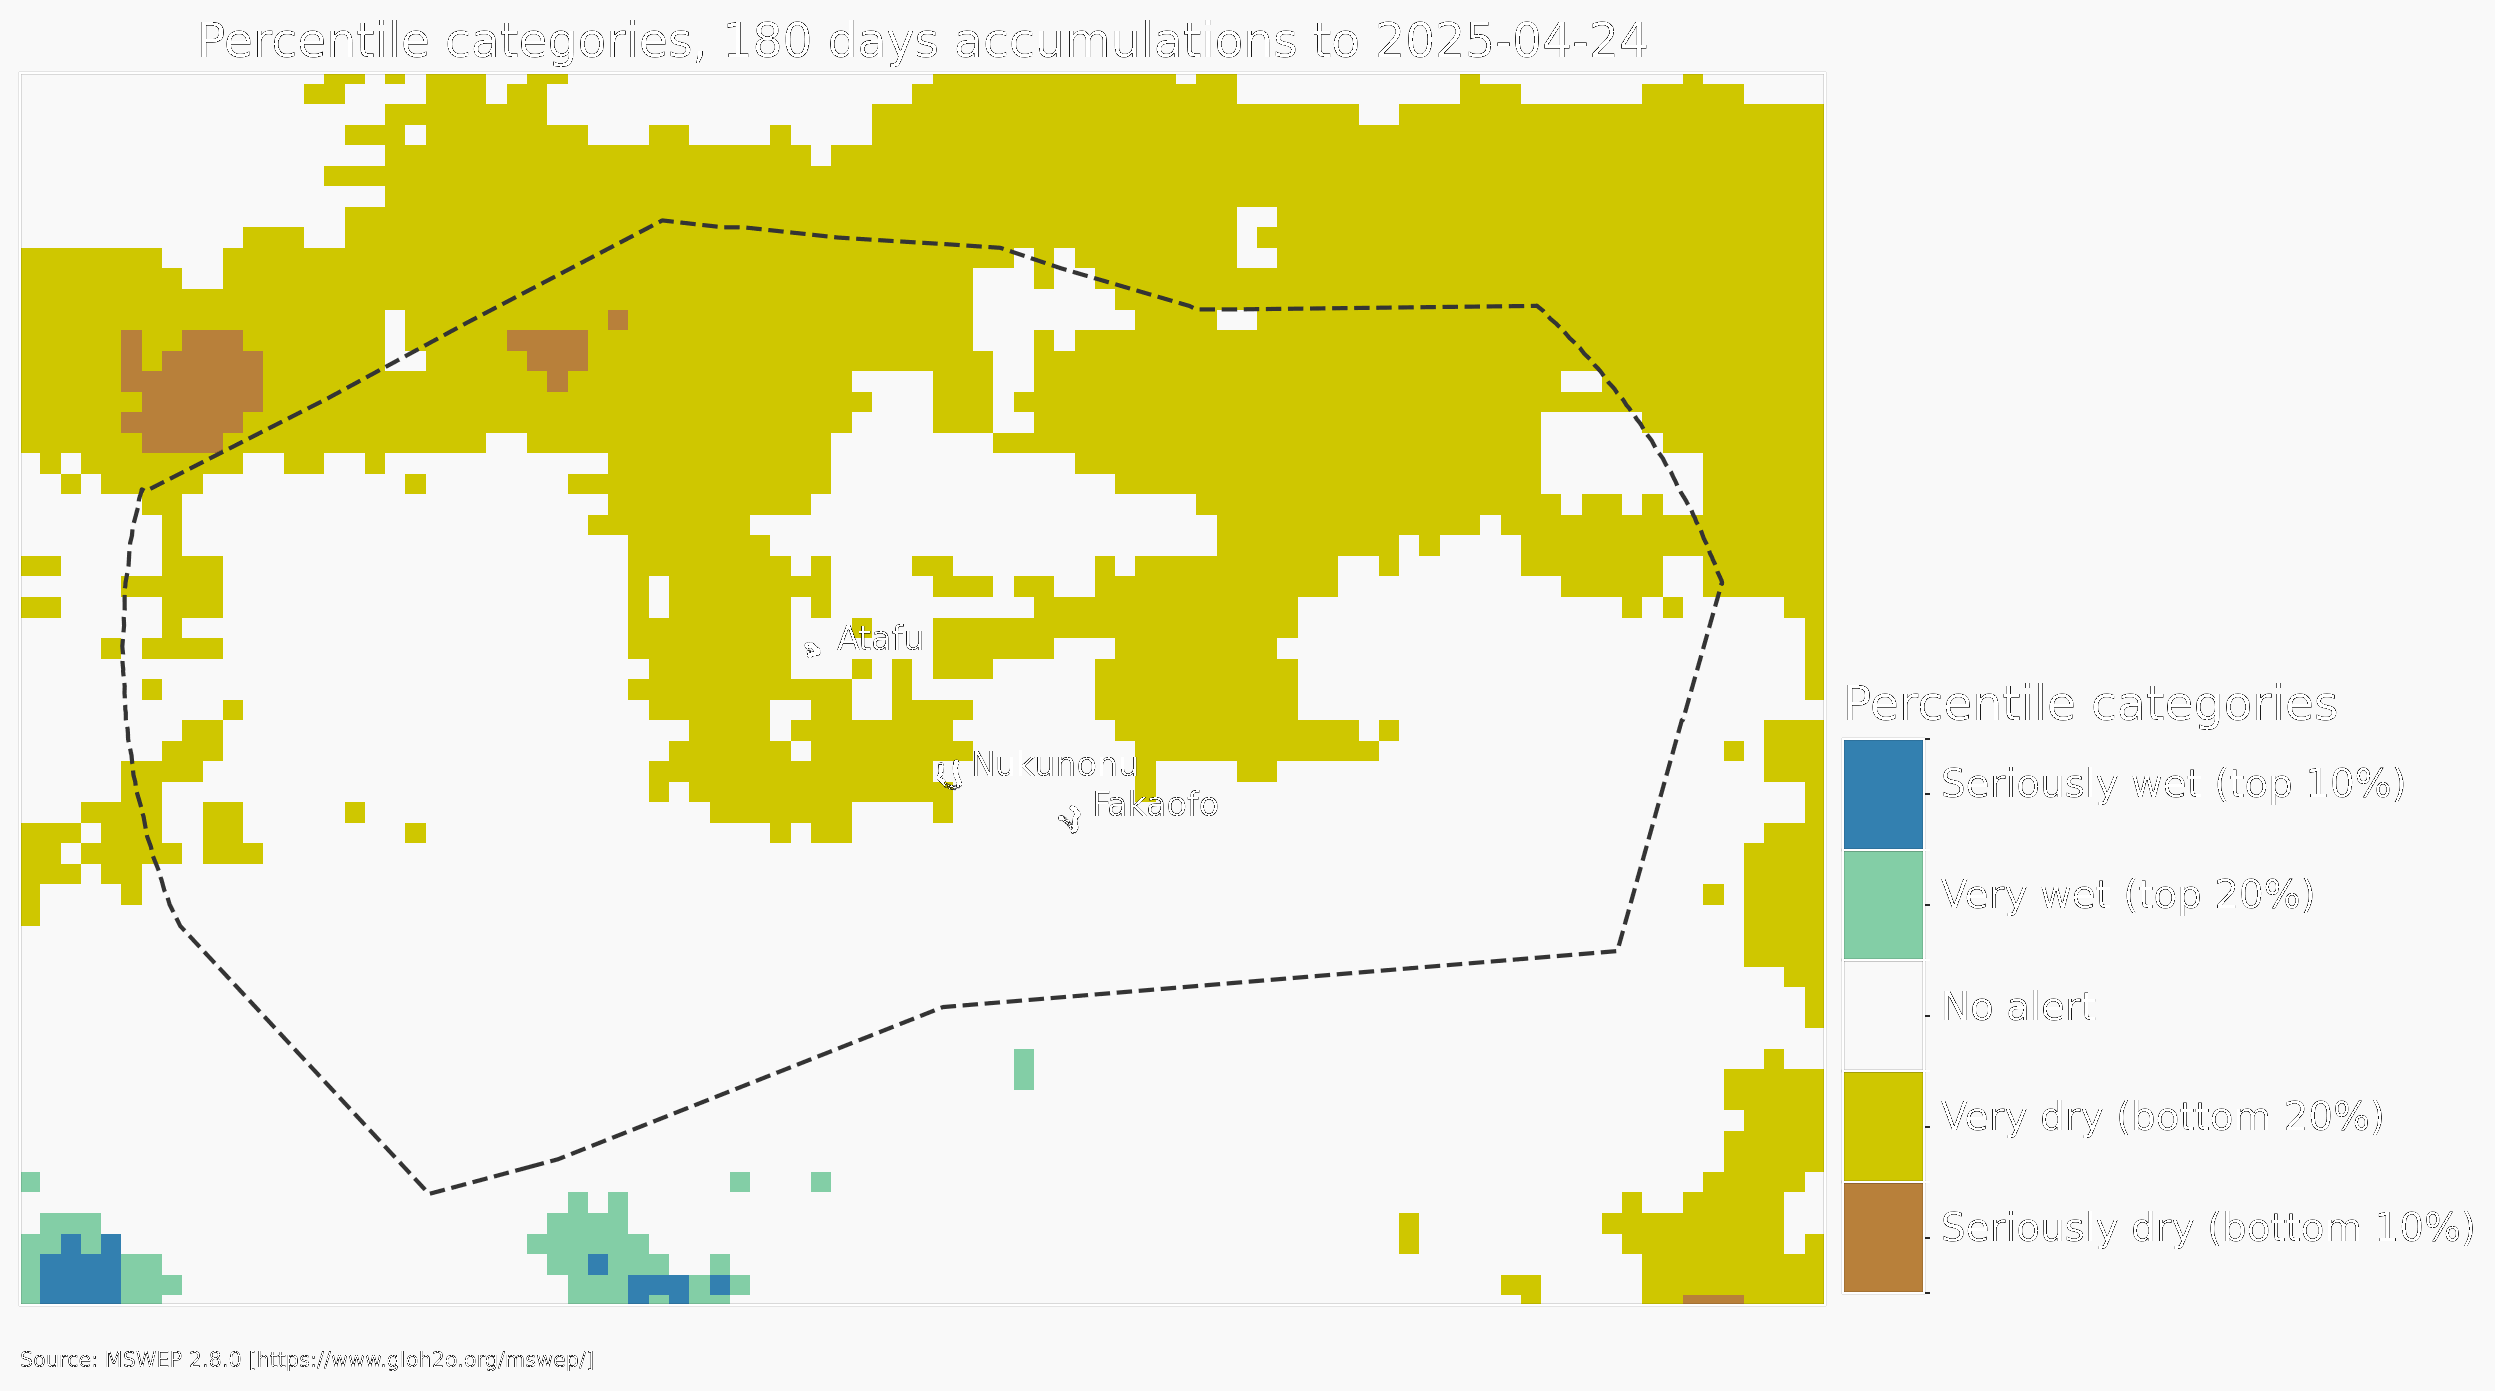 Percentile categories, 180 days accumulations to 2025-04-24
Atafu
Nukunonu
Fakaofo
Percentile categories
Seriously wet (top 10%)
Very wet (top 20%)
No alert
Very dry (bottom 20%)
Seriously dry (bottom 10%)
Source: MSWEP 2.8.0 [https://www.gloh2o.org/mswep/]